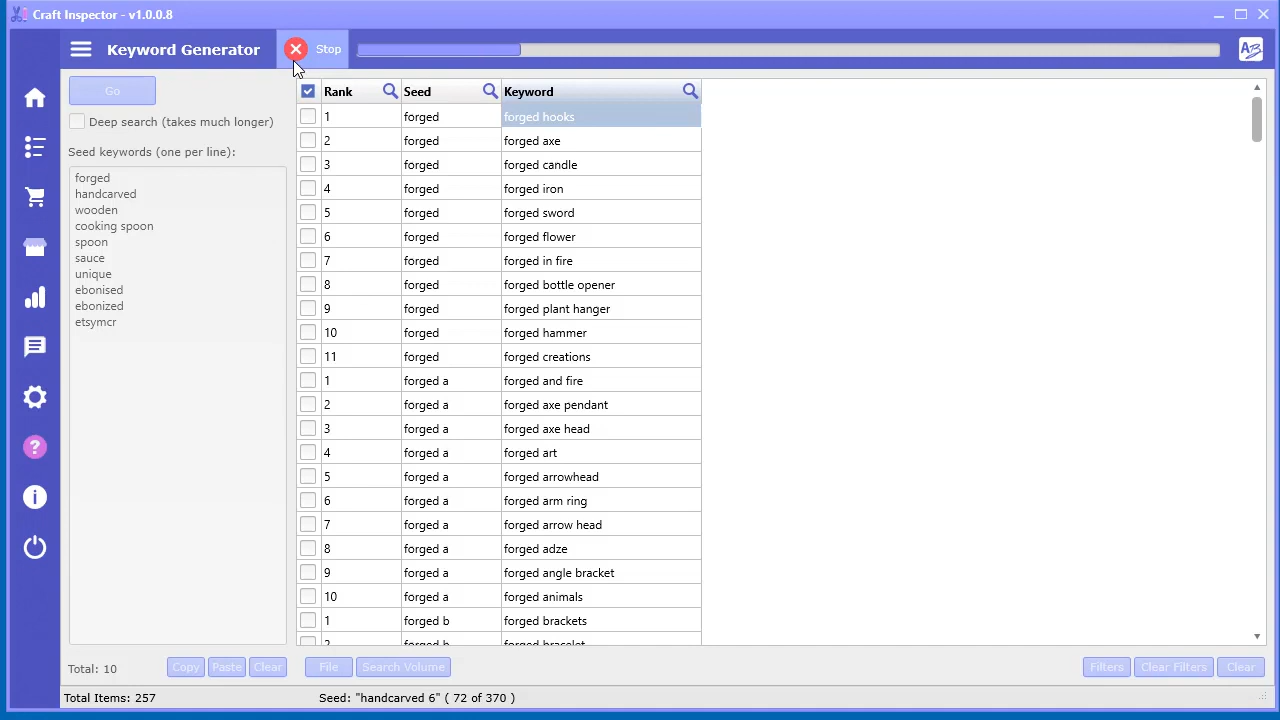 Craft Inspector - v1.0.0.8
Keyword Generator
Stop
Go
Deep search (takes much longer)
Seed keywords (one per line):
forged
handcarved
wooden
cooking spoon
spoon
sauce
unique
ebonised
ebonized
etsymcr
Total: 10
Copy Paste Clear
Rank Seed Keyword
1 forged forged hooks
2 forged forged axe
3 forged forged candle
4 forged forged iron
5 forged forged sword
6 forged forged flower
7 forged forged in fire
8 forged forged bottle opener
9 forged forged plant hanger
10 forged forged hammer
11 forged forged creations
1 forged a forged and fire
2 forged a forged axe pendant
3 forged a forged axe head
4 forged a forged art
5 forged a forged arrowhead
6 forged a forged arm ring
7 forged a forged arrow head
8 forged a forged adze
9 forged a forged angle bracket
10 forged a forged animals
1 forged b forged brackets
2 forged b forged bracelet
File Search Volume Filters Clear Filters Clear
Total Items: 257 Seed: "handcarved 6" ( 72 of 370 )